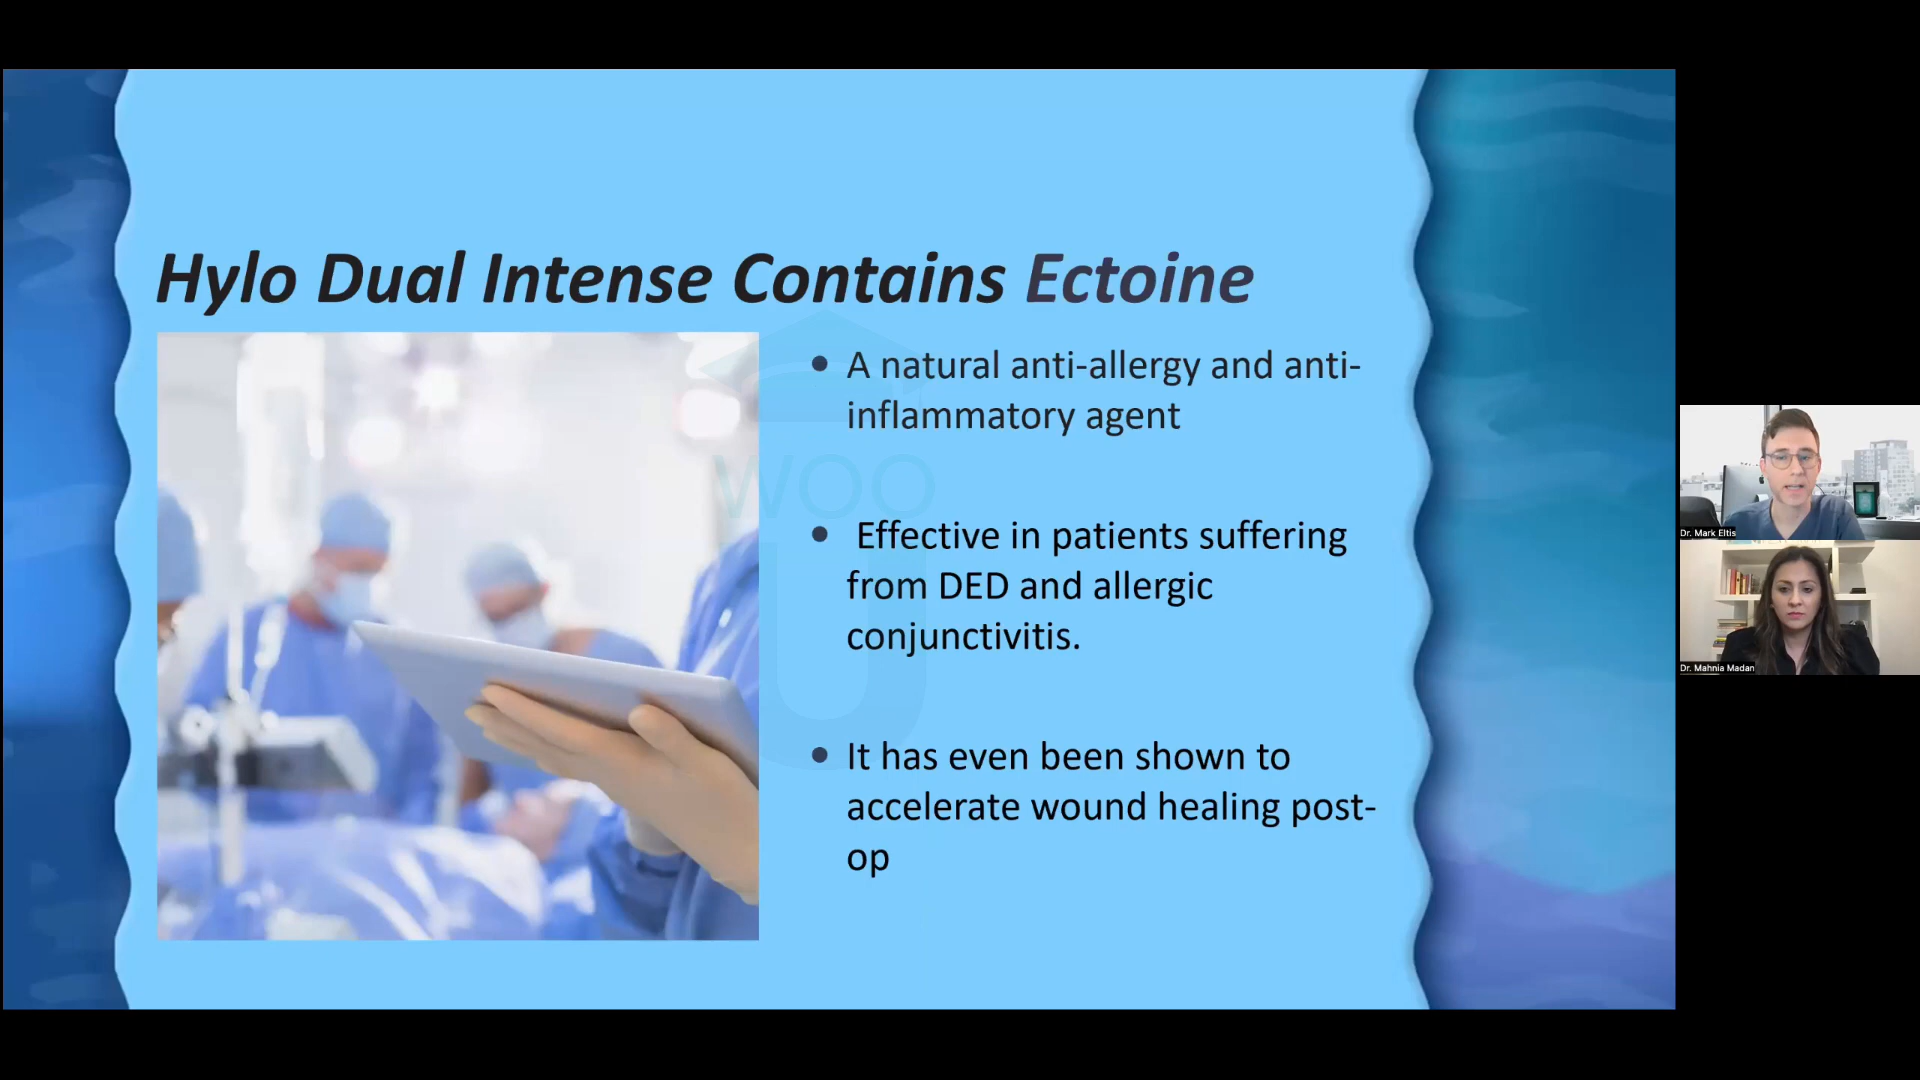 Hylo Dual Intense Contains Ectoine
• A natural anti-allergy and anti-
inflammatory agent
• Effective in patients suffering
from DED and allergic
conjunctivitis.
• It has even been shown to
accelerate wound healing post-
op
WOO
U
Dr. Mark Eltis
Dr. Mahnia Madan